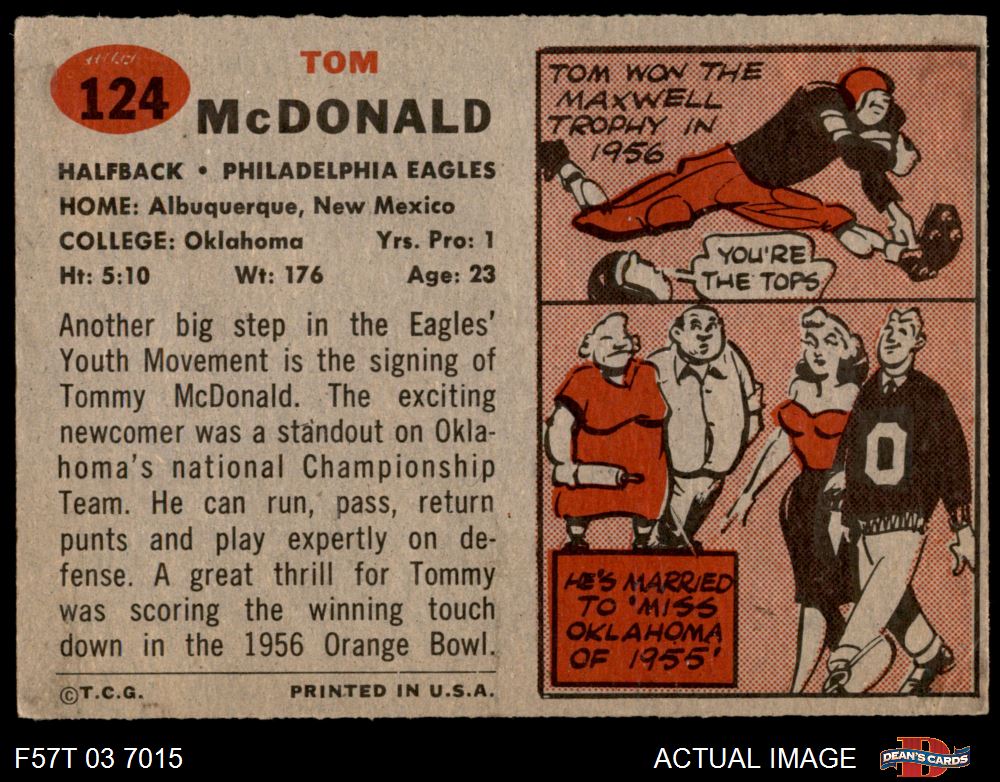 124
TOM
McDONALD
HALFBACK • PHILADELPHIA EAGLES
HOME: Albuquerque, New Mexico
COLLEGE: Oklahoma Yrs. Pro: 1
Ht: 5:10 Wt: 176 Age: 23
Another big step in the Eagles'
Youth Movement is the signing of
Tommy McDonald. The exciting
newcomer was a standout on Okla-
homa's national Championship
Team. He can run, pass, return
punts and play expertly on de-
fense. A great thrill for Tommy
was scoring the winning touch
down in the 1956 Orange Bowl.
©T.C.G. PRINTED IN U.S.A.
TOM WON THE
MAXWELL
TROPHY IN
1956
YOU'RE
THE TOPS
O
HE'S MARRIED
TO 'MISS
OKLAHOMA
OF 1955'
F57T 03 7015
ACTUAL IMAGE
DEAN'S CARDS